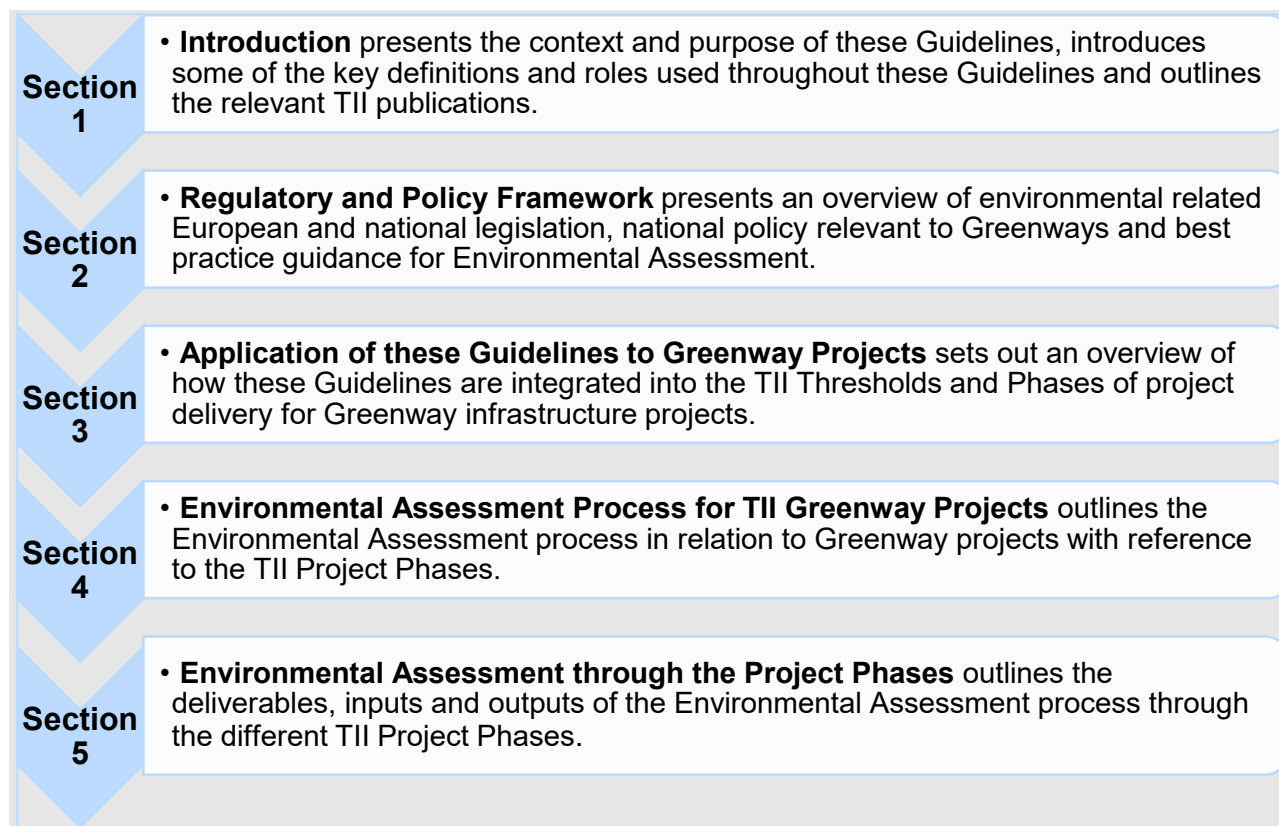 Section
1
• Introduction presents the context and purpose of these Guidelines, introduces
some of the key definitions and roles used throughout these Guidelines and outlines
the relevant TII publications.
Section
2
• Regulatory and Policy Framework presents an overview of environmental related
European and national legislation, national policy relevant to Greenways and best
practice guidance for Environmental Assessment.
Section
3
• Application of these Guidelines to Greenway Projects sets out an overview of
how these Guidelines are integrated into the TII Thresholds and Phases of project
delivery for Greenway infrastructure projects.
Section
4
• Environmental Assessment Process for TII Greenway Projects outlines the
Environmental Assessment process in relation to Greenway projects with reference
to the TII Project Phases.
Section
5
• Environmental Assessment through the Project Phases outlines the
deliverables, inputs and outputs of the Environmental Assessment process through
the different TII Project Phases.